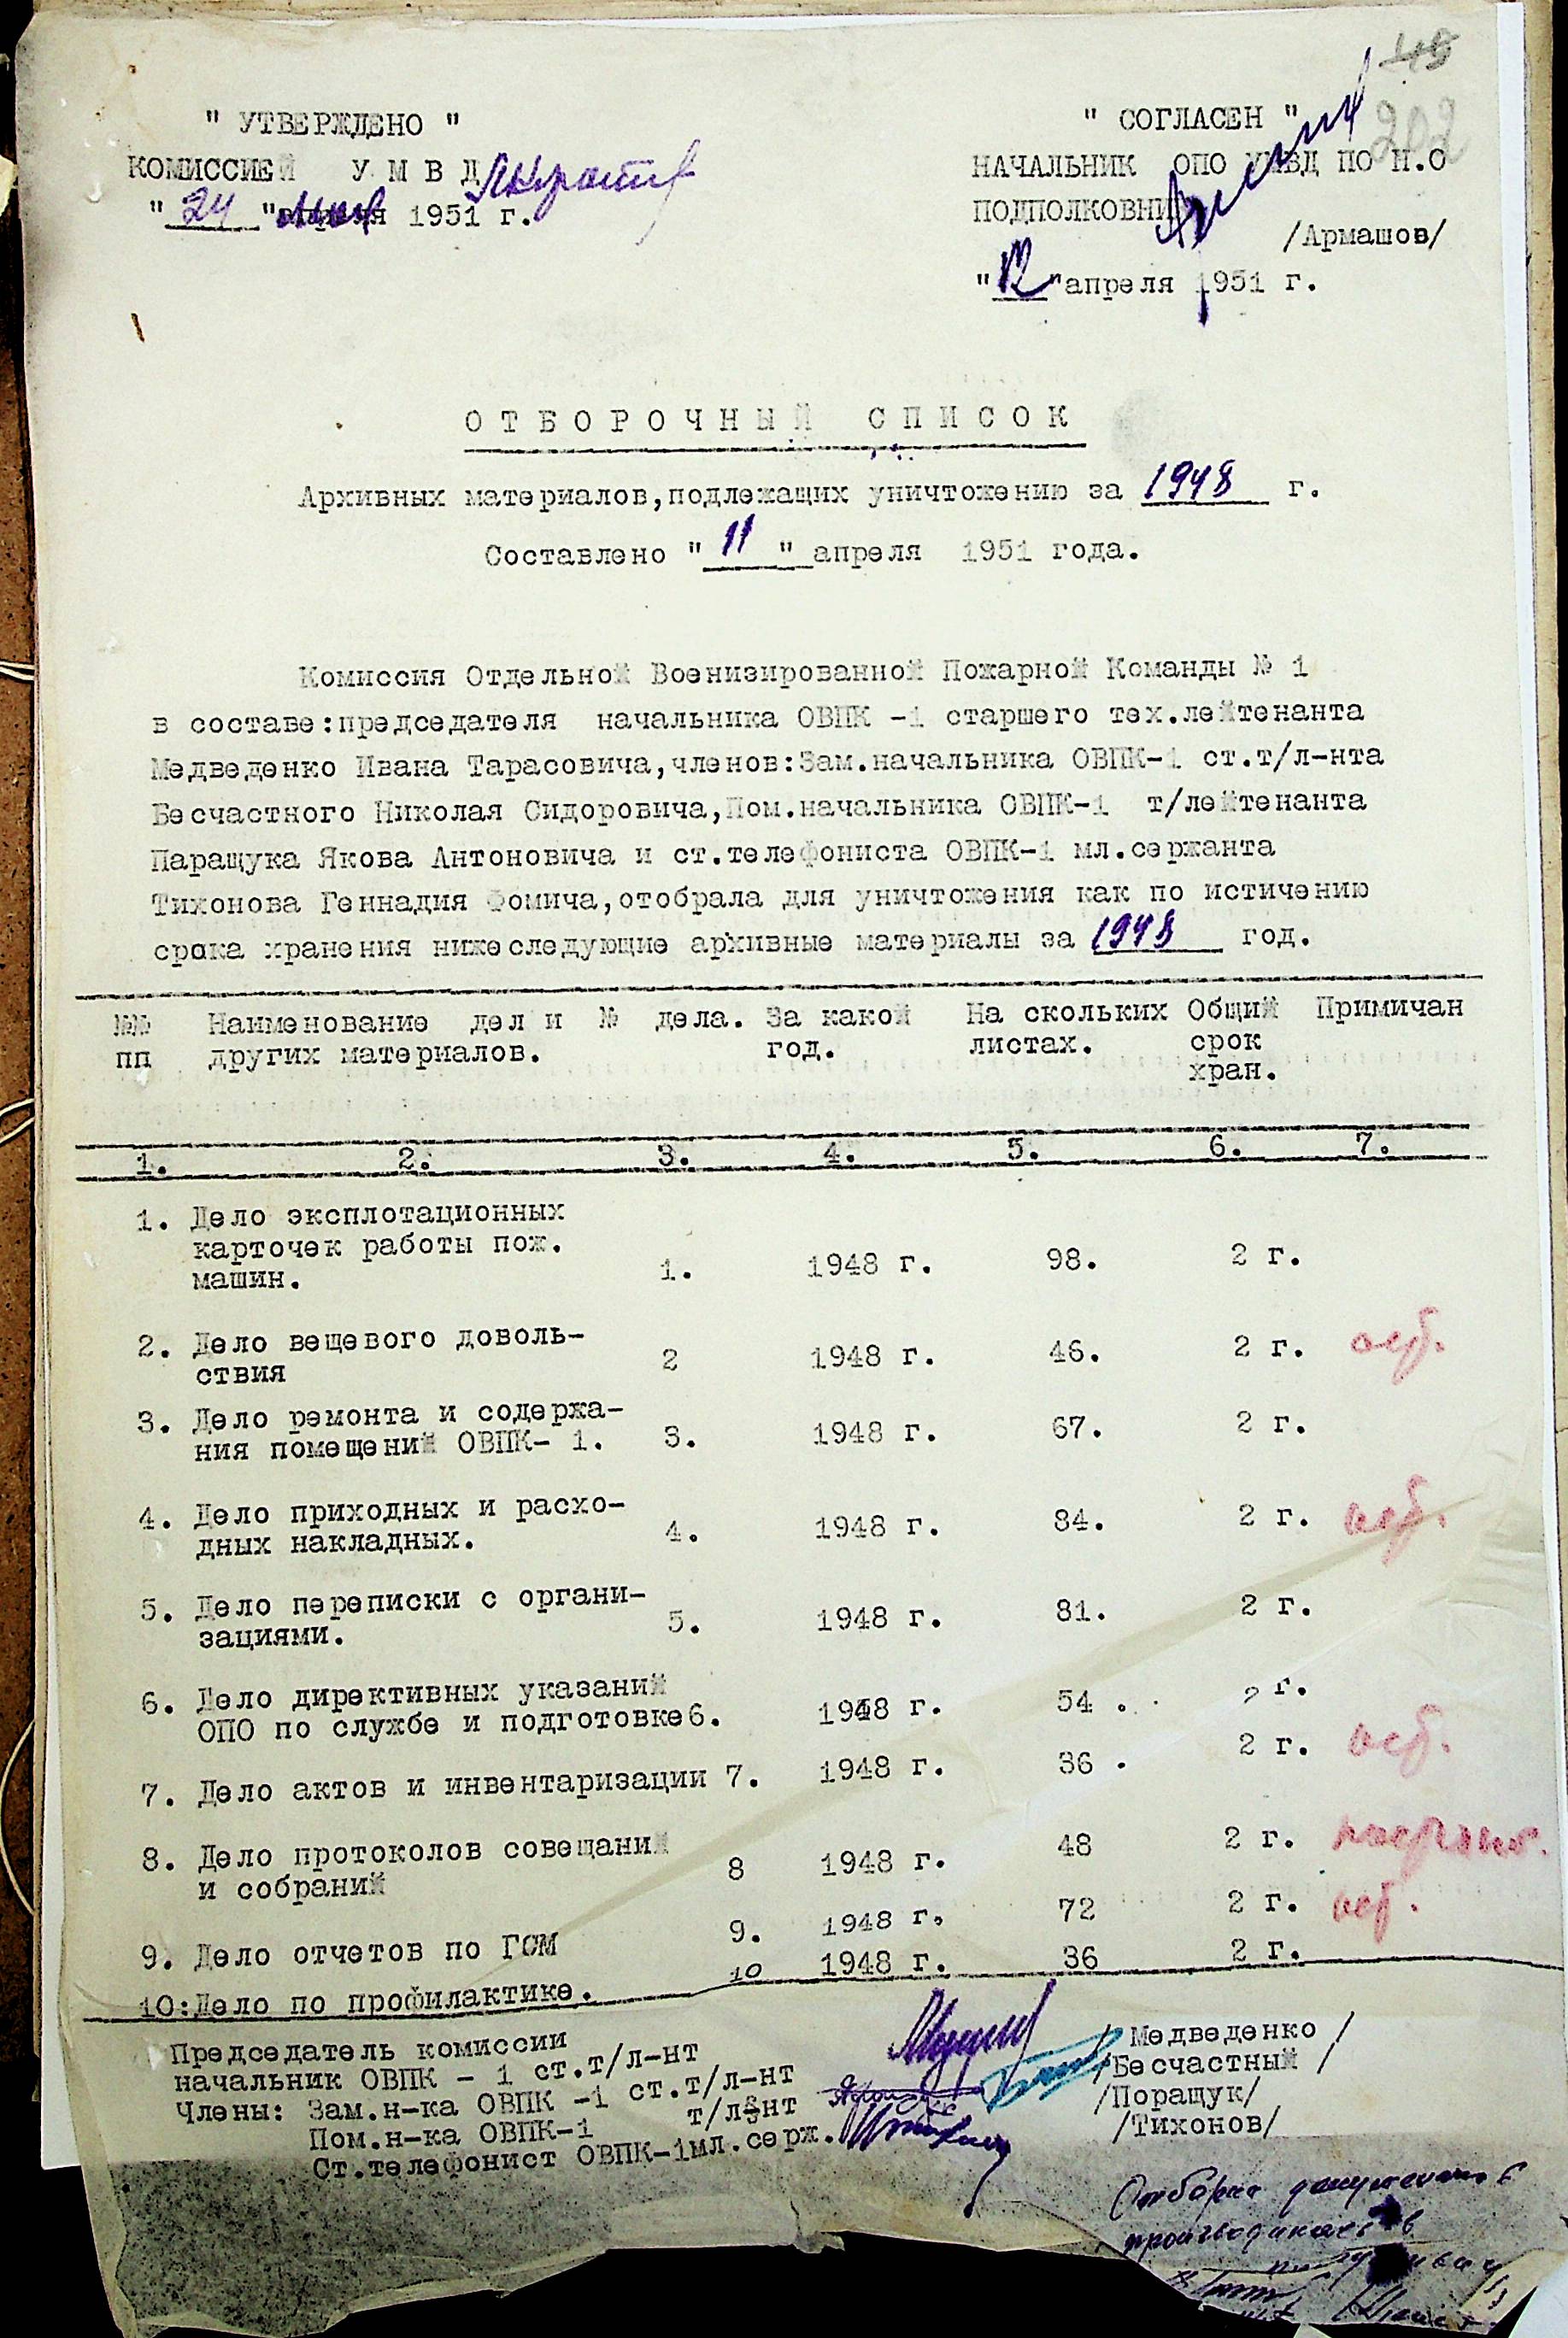 45
202
" УТВЕРЖДЕНО "
КОМИССИЕЙ У М В Д
" 24 " мая 1951 г.
" СОГЛАСЕН "
НАЧАЛЬНИК ОПО УМВД ПО Н.О
ПОДПОЛКОВНИК
/Армашов/
" 12 "апреля 1951 г.
ОТБОРОЧНЫЙ СПИСОК
Архивных материалов,подлежащих уничтожению за 1948 г.
Составлено " 11 " апреля 1951 года.
Комиссия Отдельной Военизированной Пожарной Команды № 1
в составе:председателя начальника ОВПК -1 старшего тех.лейтенанта
Медведенко Ивана Тарасовича,членов:Зам.начальника ОВПК-1 ст.т/л-нта
Бесчастного Николая Сидоровича,Пом.начальника ОВПК-1 т/лейтенанта
Паращука Якова Антоновича и ст.телефониста ОВПК-1 мл.сержанта
Тихонова Геннадия Фомича,отобрала для уничтожения как по истичению
срока хранения нижеследующие архивные материалы за 1948 год.
№№ Наименование дел и № дела. За какой На скольких Общий Примичан
пп других материалов. год. листах. срок
хран.
1. 2. 3. 4. 5. 6. 7.
1. Дело эксплотационных
карточек работы пож.
машин. 1. 1948 г. 98. 2 г.
2. Дело вещевого доволь-
ствия 2 1948 г. 46. 2 г.
3. Дело ремонта и содержа-
ния помещений ОВПК- 1. 3. 1948 г. 67. 2 г.
4. Дело приходных и расхо-
дных накладных. 4. 1948 г. 84. 2 г.
5. Дело переписки с органи-
зациями. 5. 1948 г. 81. 2 г.
6. Дело директивных указаний
ОПО по службе и подготовке 6. 1948 г. 54 . 2 г.
7. Дело актов и инвентаризации 7. 1948 г. 36 . 2 г.
8. Дело протоколов совещаний
и собраний 8 1948 г. 48 2 г.
9. Дело отчетов по ГСМ 9. 1948 г. 72 2 г.
10:Дело по профилактике. 10 1948 г. 36 2 г.
Председатель комиссии
начальник ОВПК - 1 ст.т/л-нт / Медведенко /
Члены: Зам.н-ка ОВПК -1 ст.т/л-нт /Бесчастный /
Пом.н-ка ОВПК-1 т/л-нт /Поращук/
Ст.телефонист ОВПК-1мл.серж. /Тихонов/
Отборка документов
производилась в